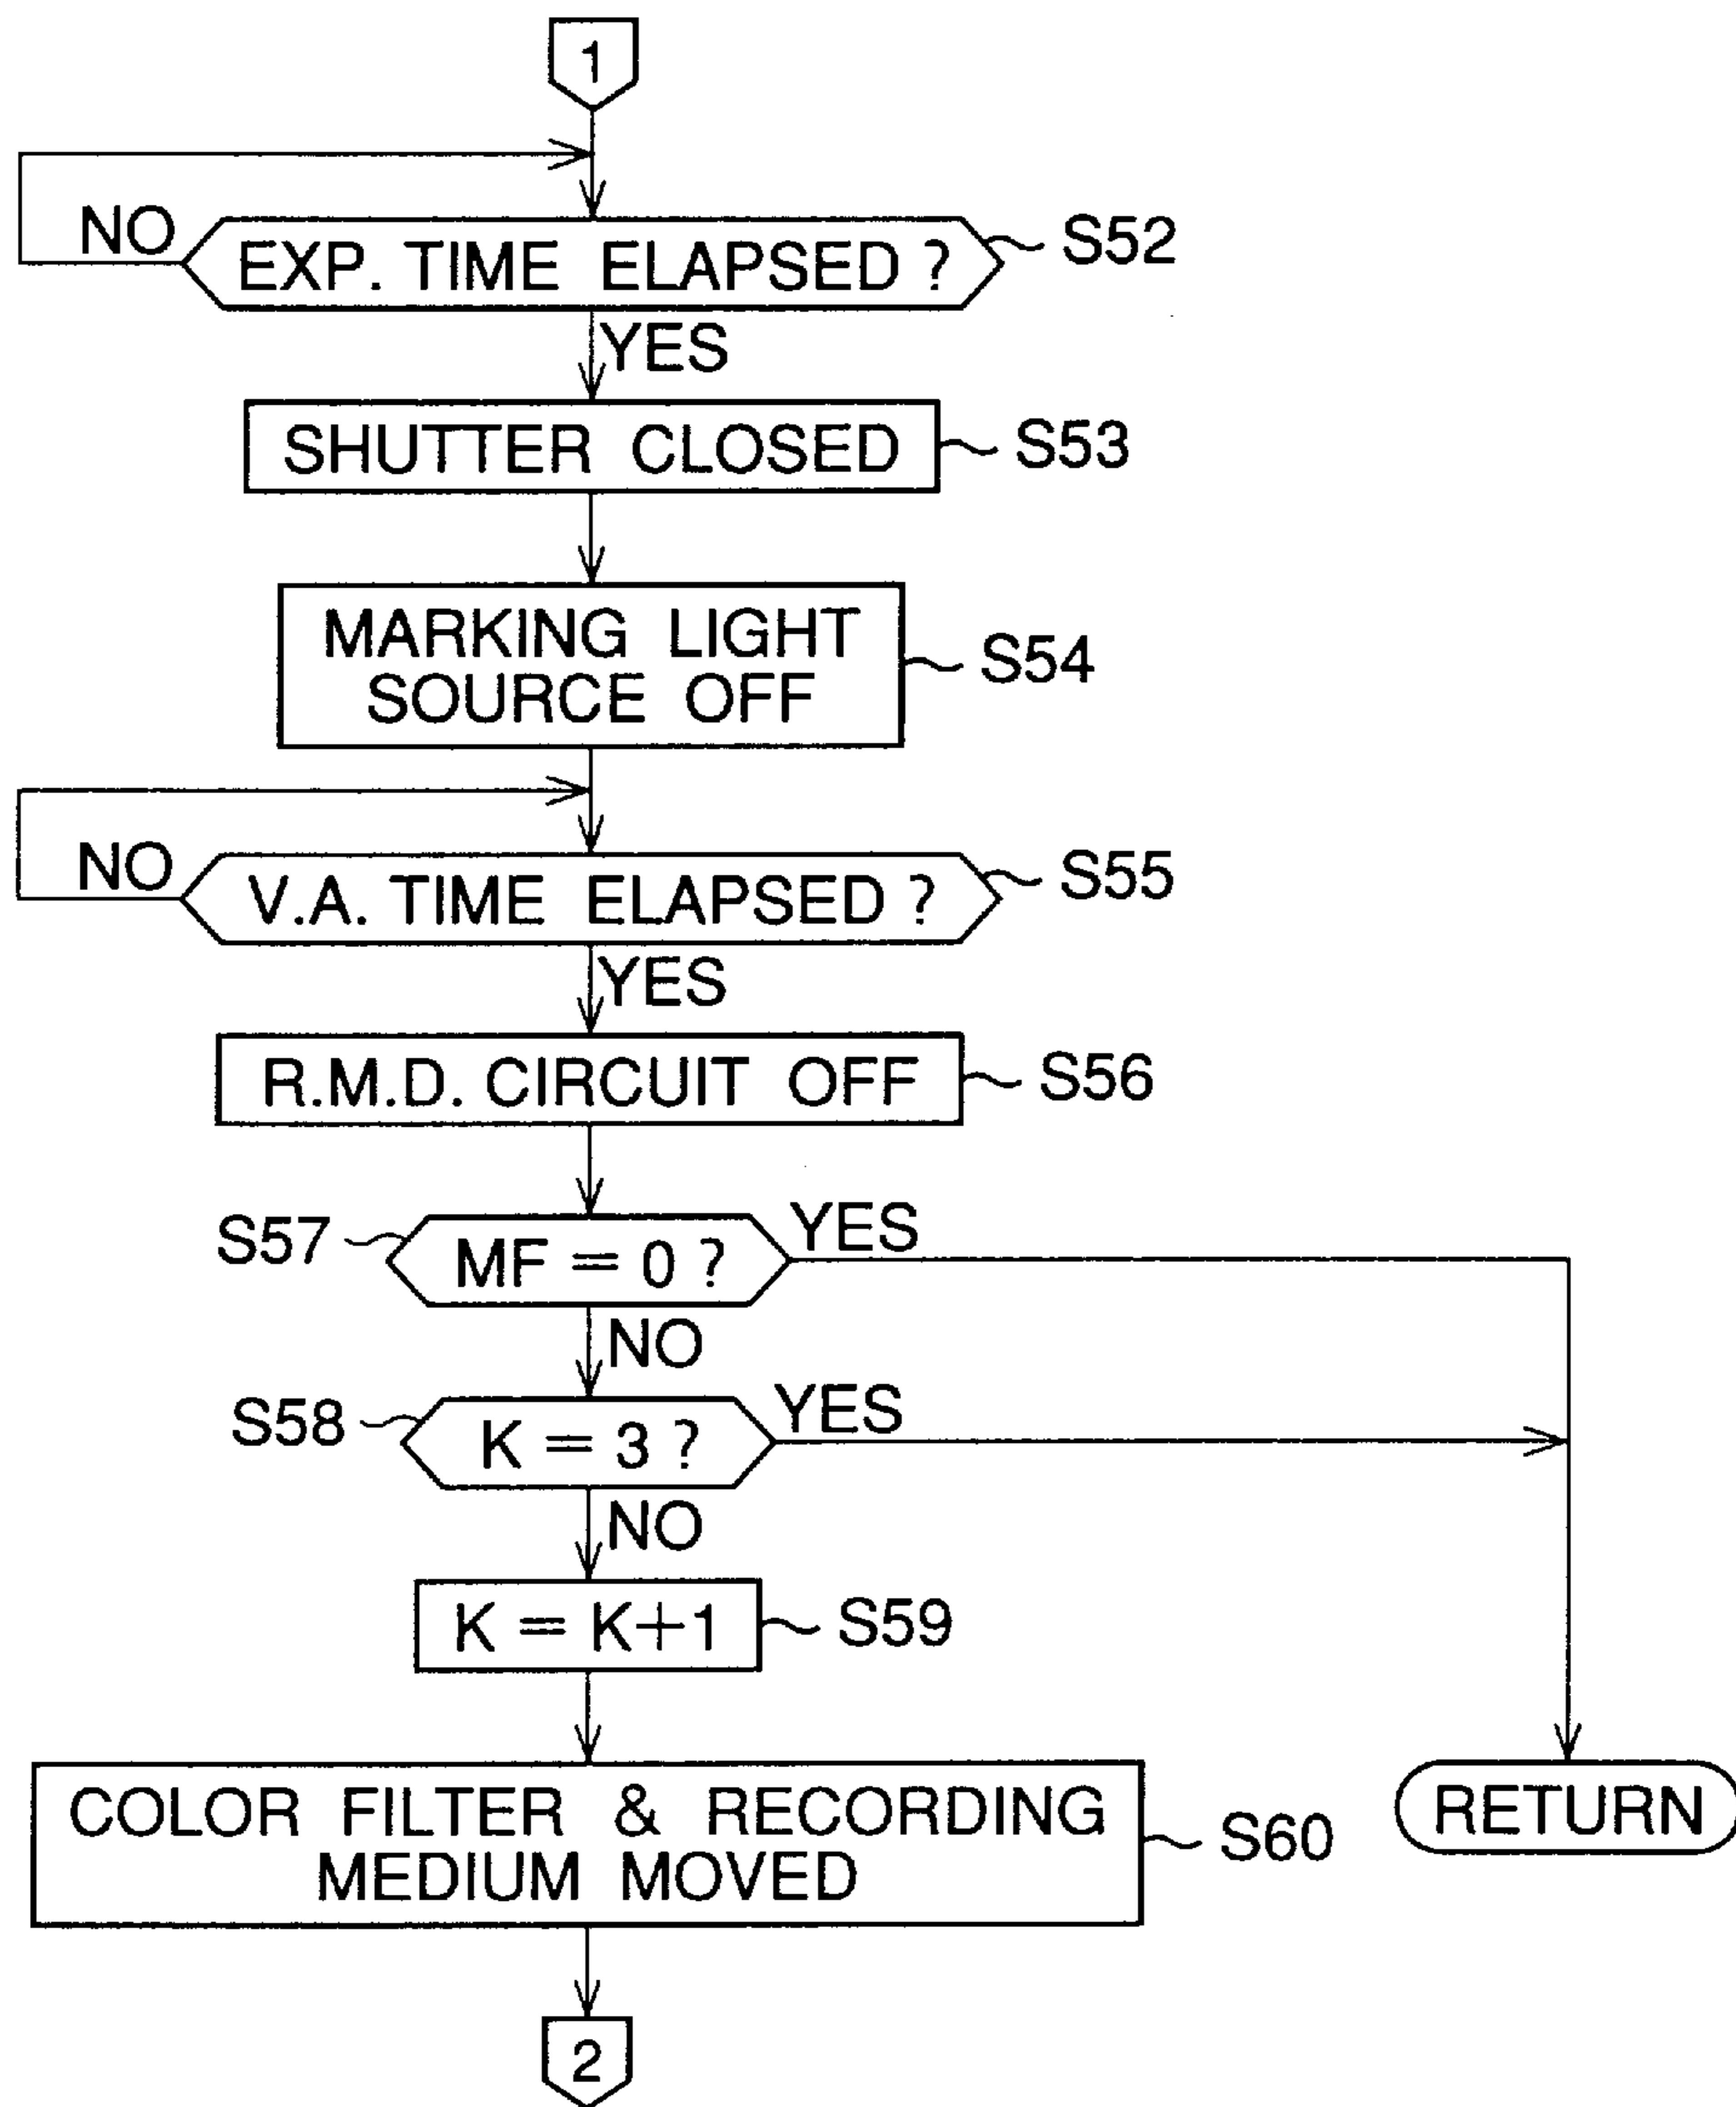 1
NO
EXP. TIME ELAPSED ?
S52
YES
SHUTTER CLOSED
S53
MARKING LIGHT
SOURCE OFF
S54
NO
V.A. TIME ELAPSED ?
S55
YES
R.M.D. CIRCUIT OFF
S56
S57
MF = 0 ?
YES
NO
S58
K = 3 ?
YES
NO
K = K+1
S59
COLOR FILTER & RECORDING
MEDIUM MOVED
S60
RETURN
2